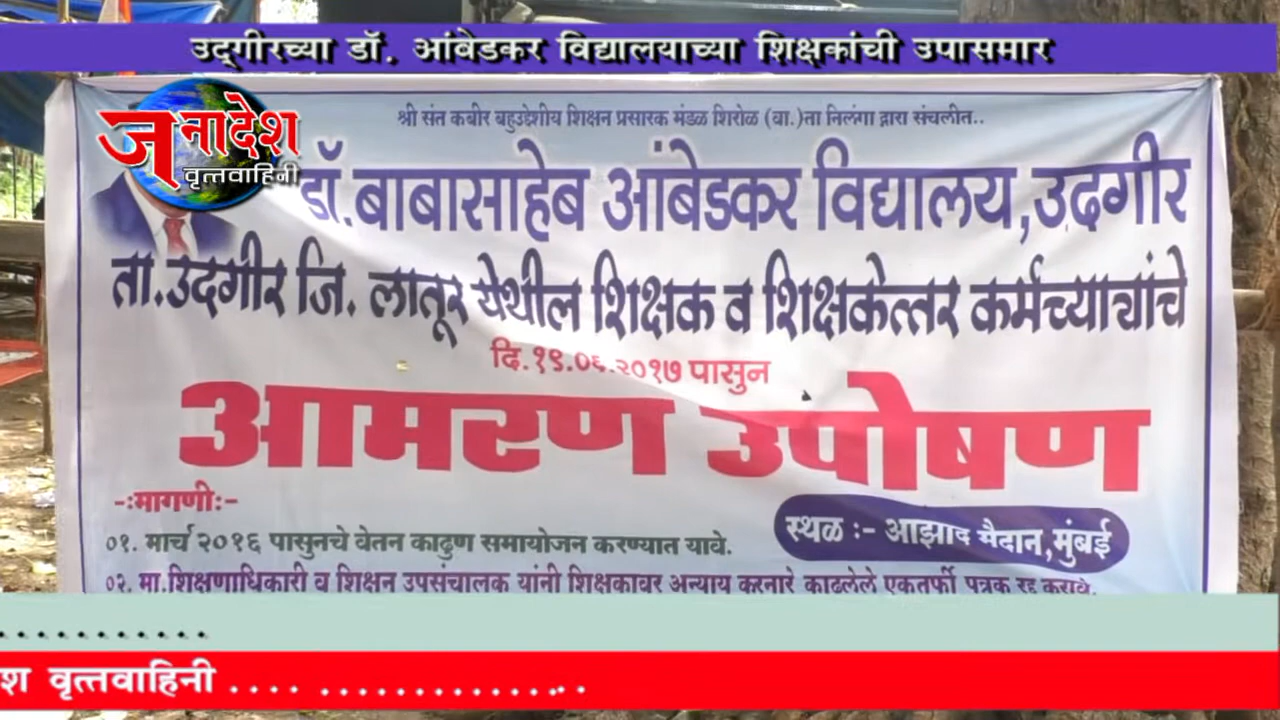 उद्गीरच्या डॉ. आंबेडकर विद्यालयाच्या शिक्षकांची उपासमार
जनादेश
वृत्तवाहिनी
श्री संत कबीर बहुउद्देशीय शिक्षन प्रसारक मंडळ शिरोळ (वा.)ता निलंगा द्वारा संचलीत..
डॉ.बाबासाहेब आंबेडकर विद्यालय,उदगीर
ता.उदगीर जि. लातूर येथील शिक्षक व शिक्षकेत्तर कर्मच्याऱ्यांचे
दि.१९.०६.२०१७ पासुन
आमरण उपोषण
-:मागणी:-
स्थळ :- आझाद मैदान,मुंबई
०१. मार्च २०१६ पासुनचे वेतन काढुण समायोजन करण्यात यावे.
०२. मा.शिक्षणाधिकारी व शिक्षन उपसंचालक यांनी शिक्षकावर अन्याय करनारे काढलेले एकतर्फी पत्रक रद्द करावे.
...........
श वृत्तवाहिनी .... ..............